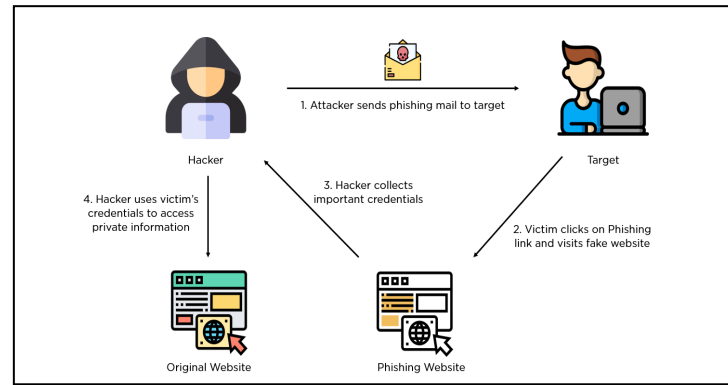 1. Attacker sends phishing mail to target
Hacker
Target
3. Hacker collects
important credentials
4. Hacker uses victim's
credentials to access
private information
2. Victim clicks on Phishing
link and visits fake website
Original Website
Phishing Website